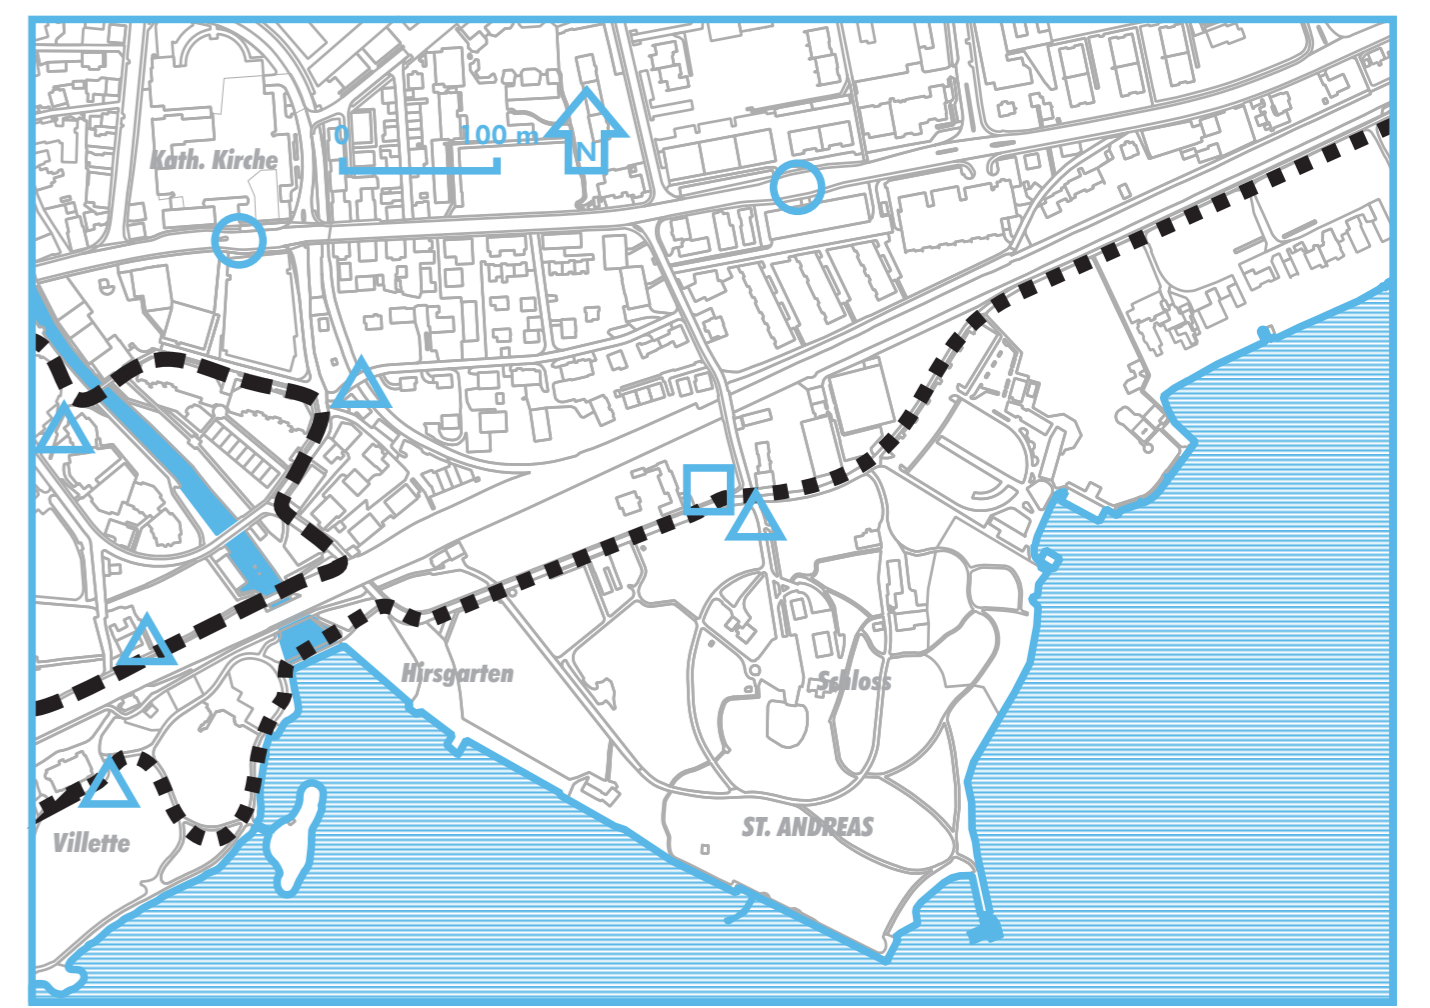 0 100 m
N
Kath. Kirche
Hirsgarten
Schloss
ST. ANDREAS
Villette